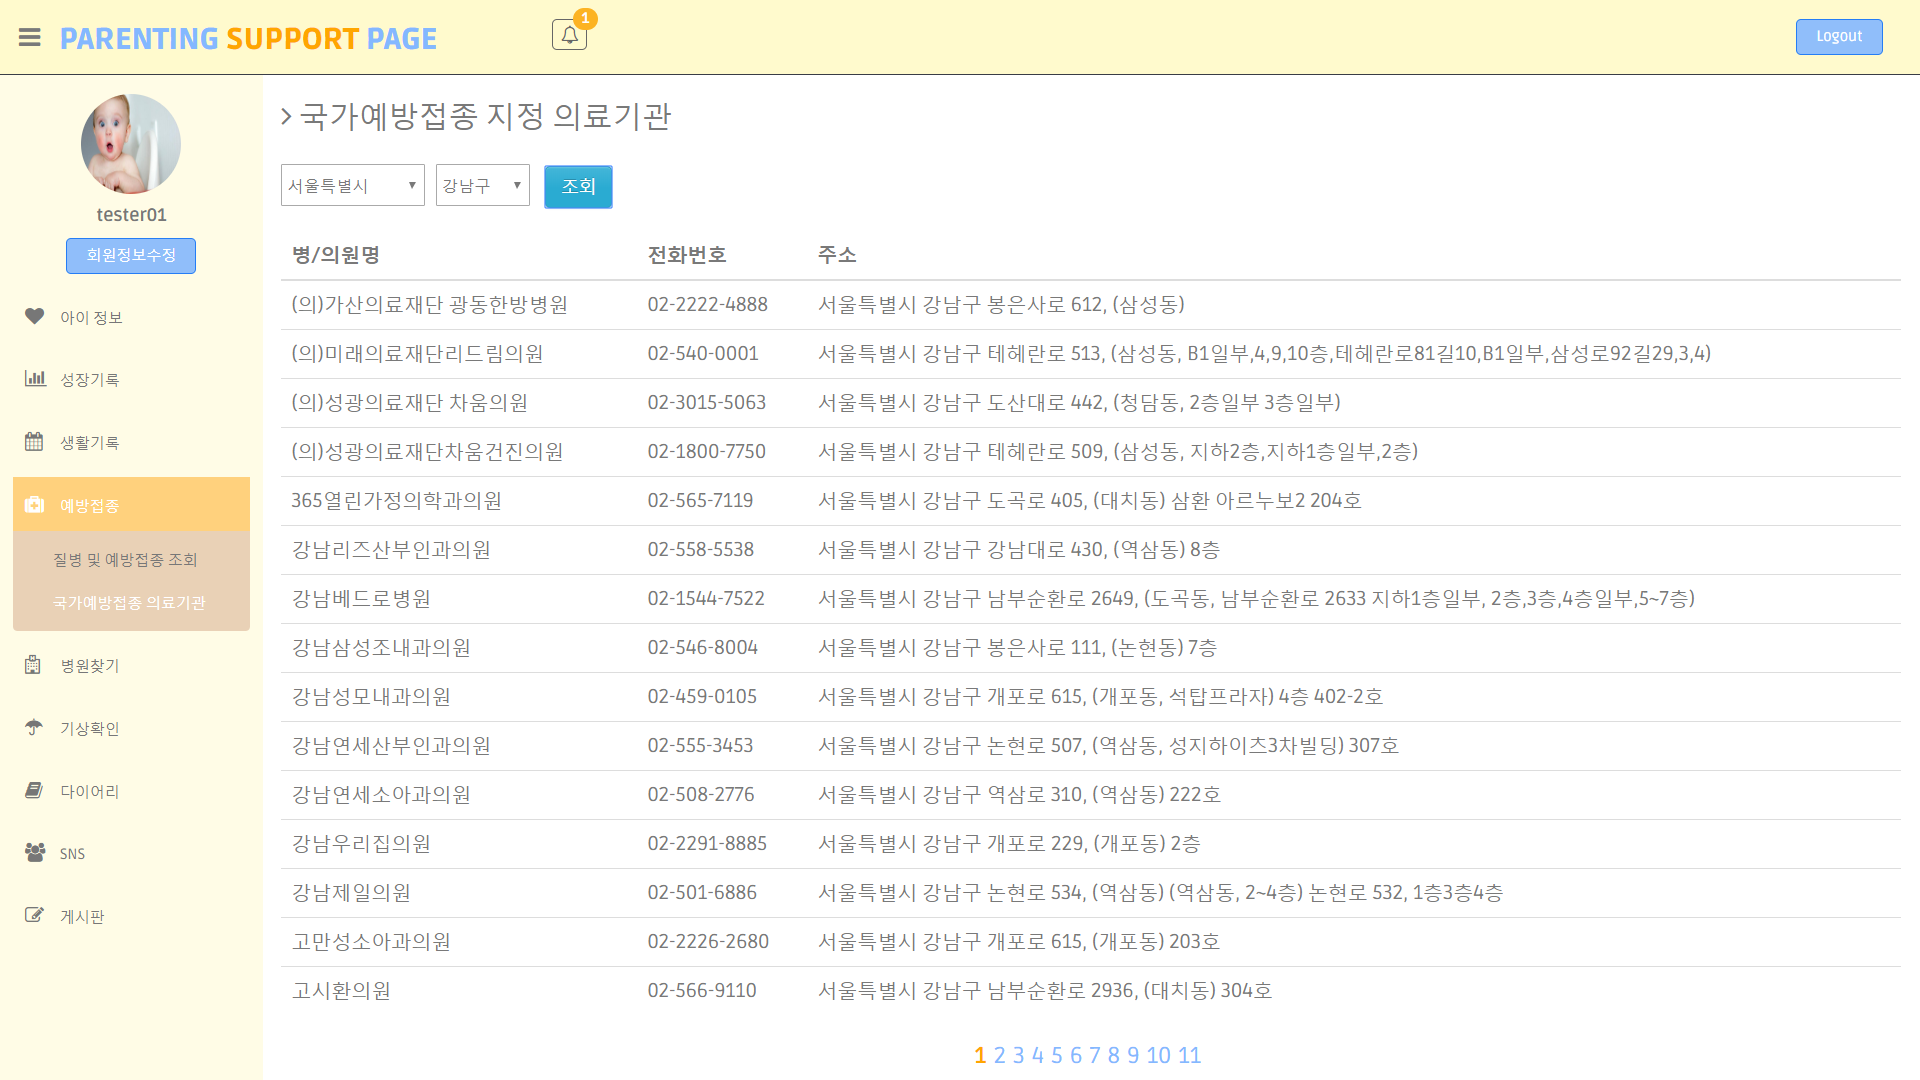 PARENTING SUPPORT PAGE
1
Logout
tester01
회원정보수정
아이 정보
성장기록
생활기록
예방접종
질병 및 예방접종 조회
국가예방접종 의료기관
병원찾기
기상확인
다이어리
SNS
게시판
국가예방접종 지정 의료기관
서울특별시 강남구 조회
병/의원명 전화번호 주소
(의)가산의료재단 광동한방병원 02-2222-4888 서울특별시 강남구 봉은사로 612, (삼성동)
(의)미래의료재단리드림의원 02-540-0001 서울특별시 강남구 테헤란로 513, (삼성동, B1일부,4,9,10층,테헤란로81길10,B1일부,삼성로92길29,3,4)
(의)성광의료재단 차움의원 02-3015-5063 서울특별시 강남구 도산대로 442, (청담동, 2층일부 3층일부)
(의)성광의료재단차움건진의원 02-1800-7750 서울특별시 강남구 테헤란로 509, (삼성동, 지하2층,지하1층일부,2층)
365열린가정의학과의원 02-565-7119 서울특별시 강남구 도곡로 405, (대치동) 삼환 아르누보2 204호
강남리즈산부인과의원 02-558-5538 서울특별시 강남구 강남대로 430, (역삼동) 8층
강남베드로병원 02-1544-7522 서울특별시 강남구 남부순환로 2649, (도곡동, 남부순환로 2633 지하1층일부, 2층,3층,4층일부,5~7층)
강남삼성조내과의원 02-546-8004 서울특별시 강남구 봉은사로 111, (논현동) 7층
강남성모내과의원 02-459-0105 서울특별시 강남구 개포로 615, (개포동, 석탑프라자) 4층 402-2호
강남연세산부인과의원 02-555-3453 서울특별시 강남구 논현로 507, (역삼동, 성지하이츠3차빌딩) 307호
강남연세소아과의원 02-508-2776 서울특별시 강남구 역삼로 310, (역삼동) 222호
강남우리집의원 02-2291-8885 서울특별시 강남구 개포로 229, (개포동) 2층
강남제일의원 02-501-6886 서울특별시 강남구 논현로 534, (역삼동) (역삼동, 2~4층) 논현로 532, 1층3층4층
고만성소아과의원 02-2226-2680 서울특별시 강남구 개포로 615, (개포동) 203호
고시환의원 02-566-9110 서울특별시 강남구 남부순환로 2936, (대치동) 304호
1 2 3 4 5 6 7 8 9 10 11